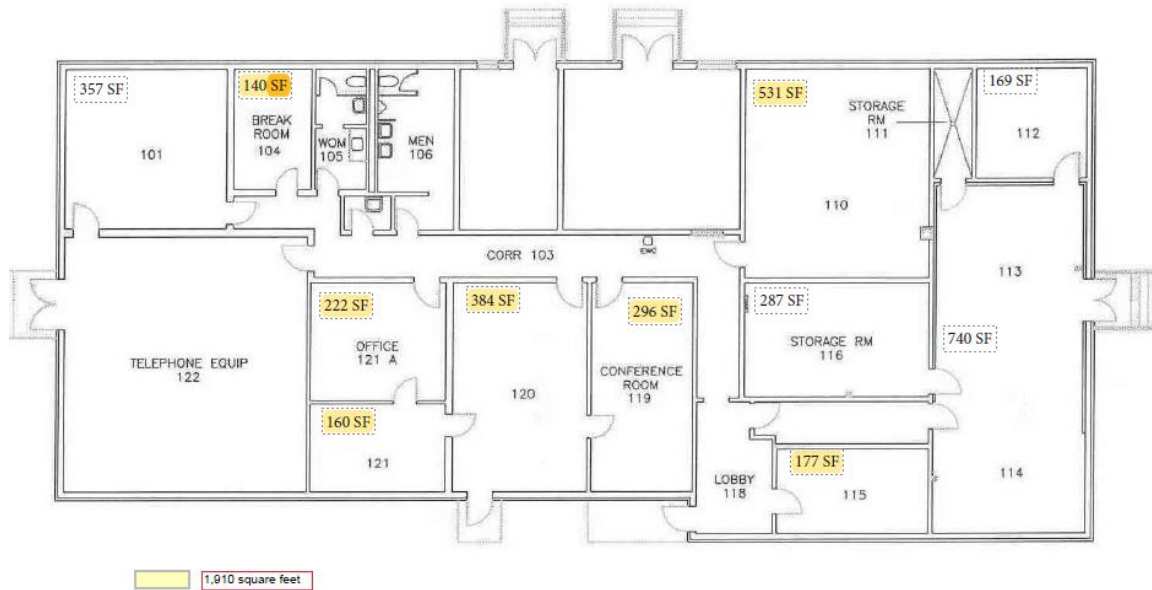 357 SF
140 SF
531 SF
169 SF
STORAGE
RM
111
112
BREAK
ROOM
104
WOM
105
MEN
106
101
110
CORR 103
EWC
113
222 SF
384 SF
296 SF
287 SF
740 SF
OFFICE
121 A
STORAGE RM
116
TELEPHONE EQUIP
122
120
CONFERENCE
ROOM
119
160 SF
121
177 SF
LOBBY
118
115
114
1,910 square feet